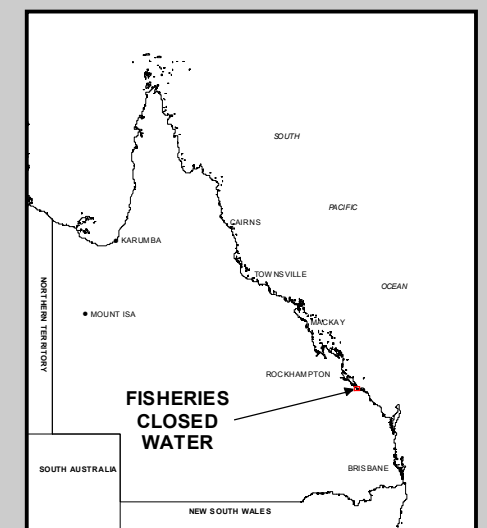 SOUTH
PACIFIC
CAIRNS
KARUMBA
TOWNSVILLE
OCEAN
NORTHERN TERRITORY
MOUNT ISA
MACKAY
ROCKHAMPTON
FISHERIES
CLOSED
WATER
SOUTH AUSTRALIA
BRISBANE
NEW SOUTH WALES